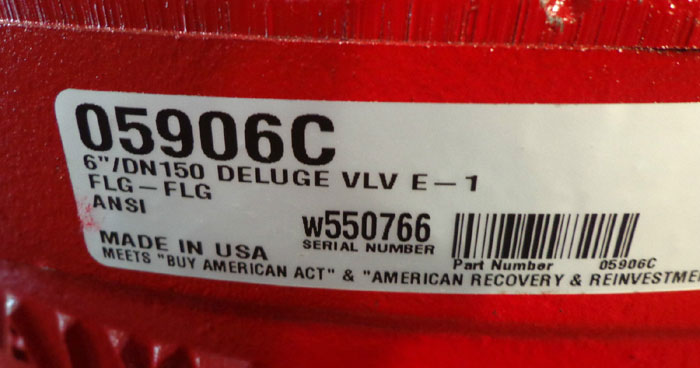 05906C
6"/DN150 DELUGE VLV E-1
FLG-FLG
ANSI
w550766
SERIAL NUMBER
Part Number 05906C
MADE IN USA
MEETS "BUY AMERICAN ACT" & "AMERICAN RECOVERY & REINVESTME